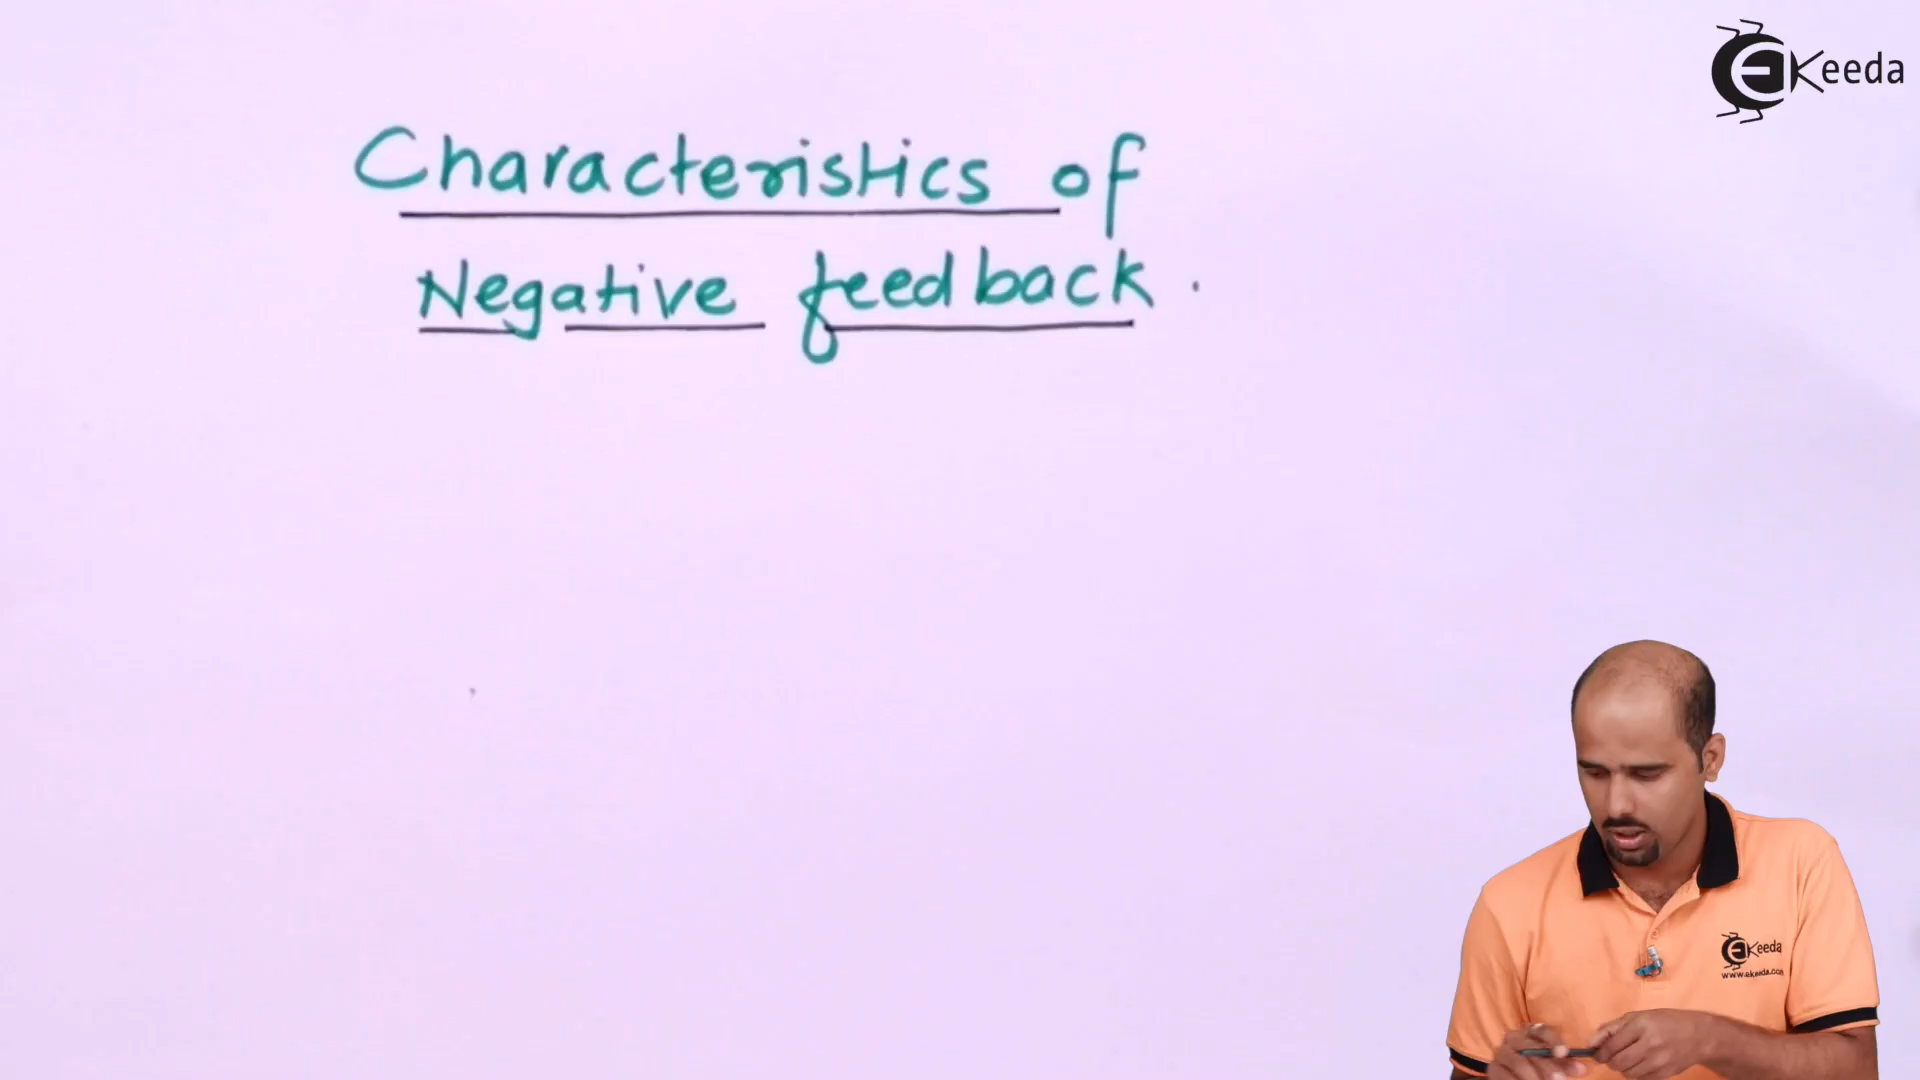 EKeeda
Characteristics of
Negative feedback.
EKeeda
www.ekeeda.com